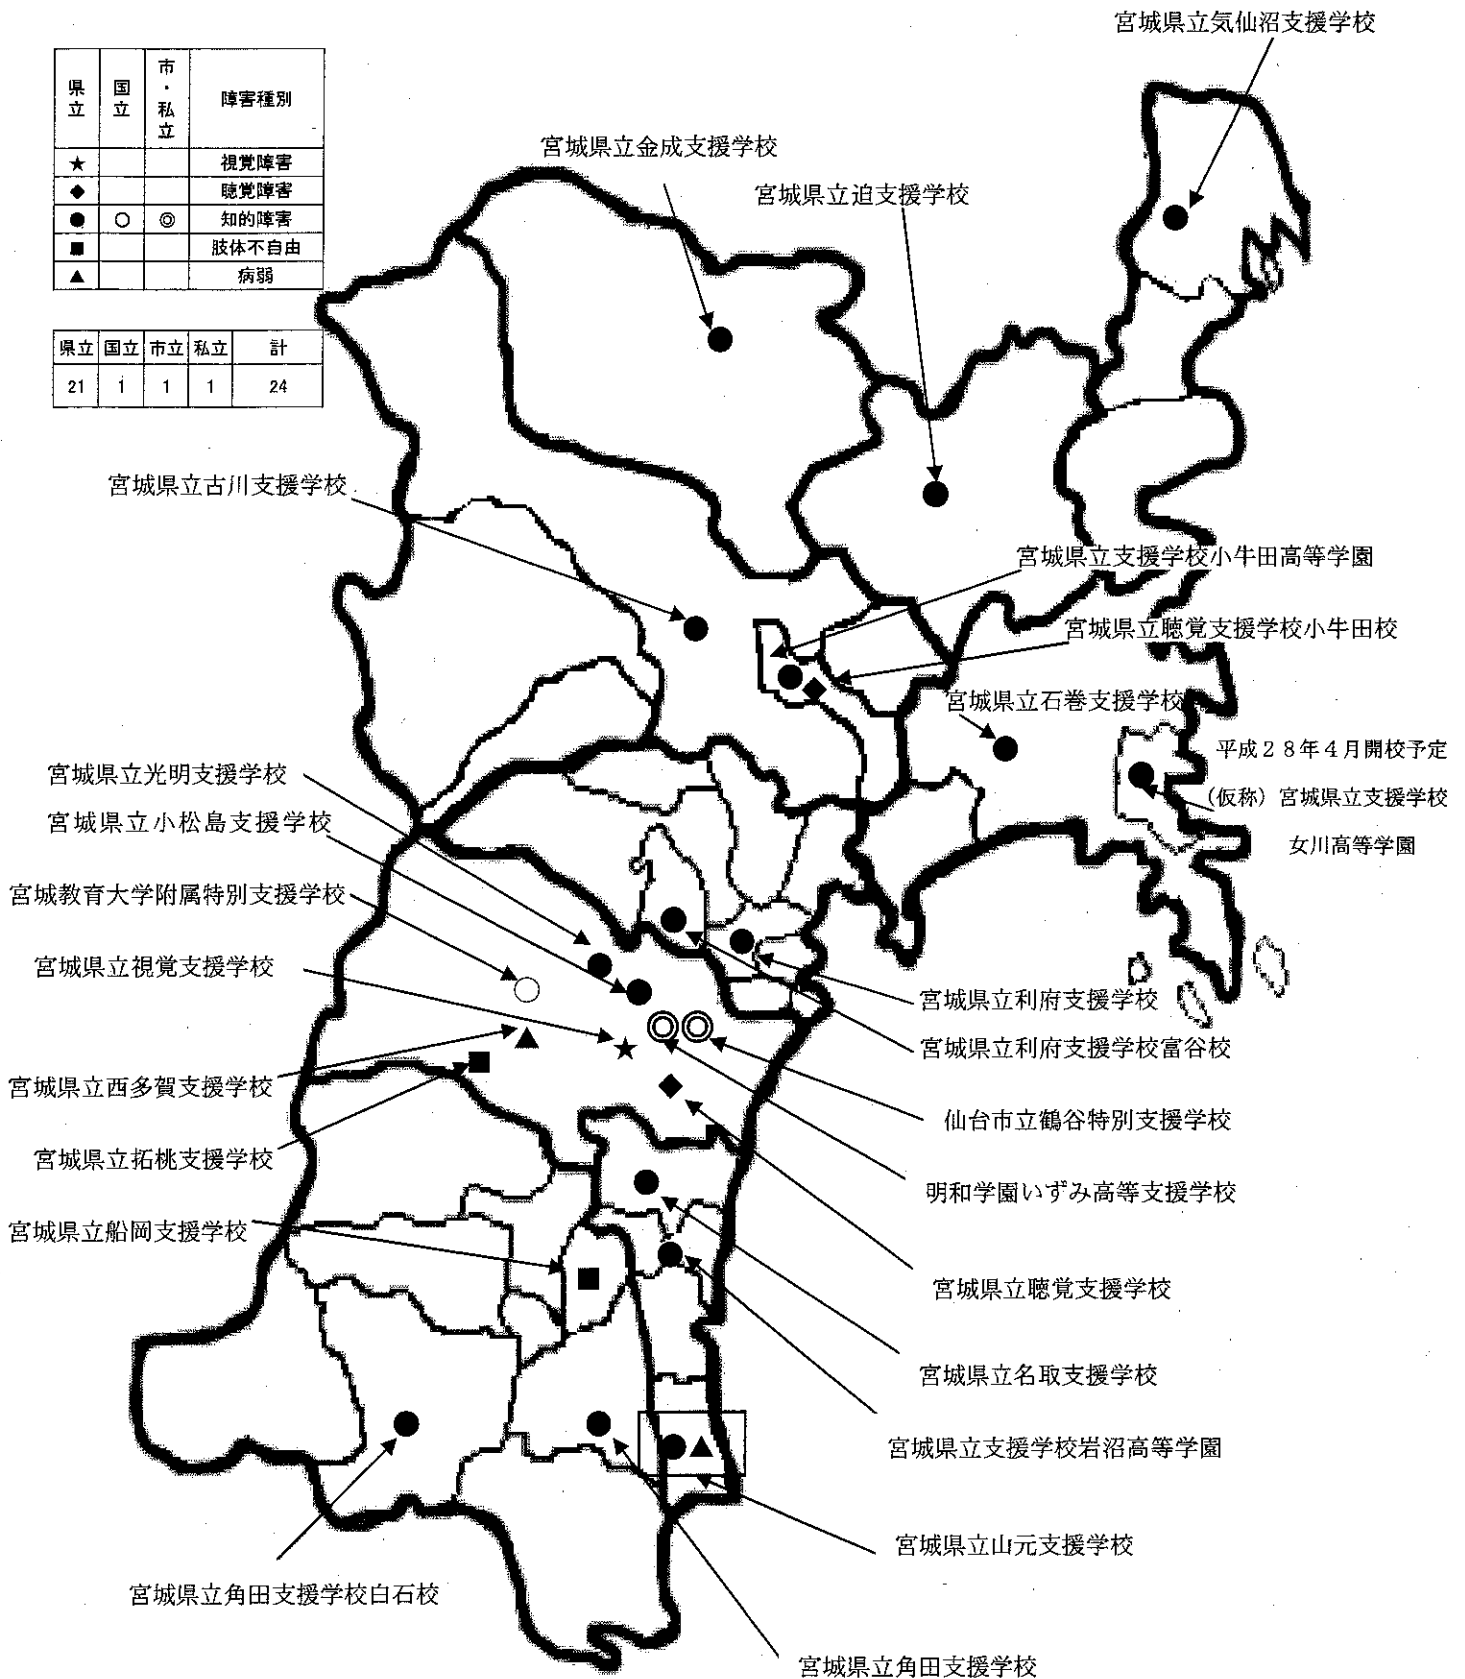 宮城県立気仙沼支援学校
県立 国立 市・私立 障害種別
★ 視覚障害
◆ 聴覚障害
● ○ ◎ 知的障害
■ 肢体不自由
▲ 病弱
県立 国立 市立 私立 計
21 1 1 1 24
宮城県立金成支援学校
宮城県立迫支援学校
宮城県立古川支援学校
宮城県立支援学校小牛田高等学園
宮城県立聴覚支援学校小牛田校
宮城県立石巻支援学校
平成28年4月開校予定
(仮称)宮城県立支援学校
女川高等学園
宮城県立光明支援学校
宮城県立小松島支援学校
宮城教育大学附属特別支援学校
宮城県立視覚支援学校
宮城県立利府支援学校
宮城県立利府支援学校富谷校
宮城県立西多賀支援学校
仙台市立鶴谷特別支援学校
宮城県立拓桃支援学校
明和学園いずみ高等支援学校
宮城県立船岡支援学校
宮城県立聴覚支援学校
宮城県立名取支援学校
宮城県立支援学校岩沼高等学園
宮城県立山元支援学校
宮城県立角田支援学校白石校
宮城県立角田支援学校